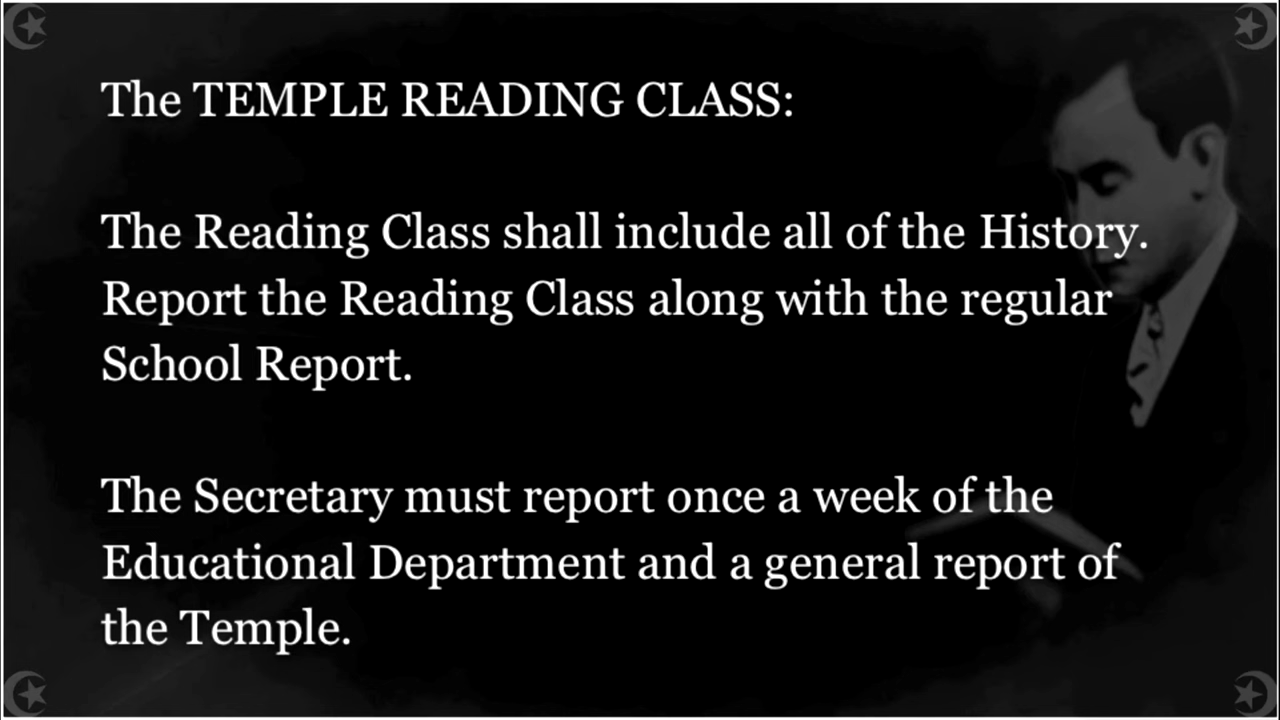 The TEMPLE READING CLASS:
The Reading Class shall include all of the History.
Report the Reading Class along with the regular
School Report.
The Secretary must report once a week of the
Educational Department and a general report of
the Temple.